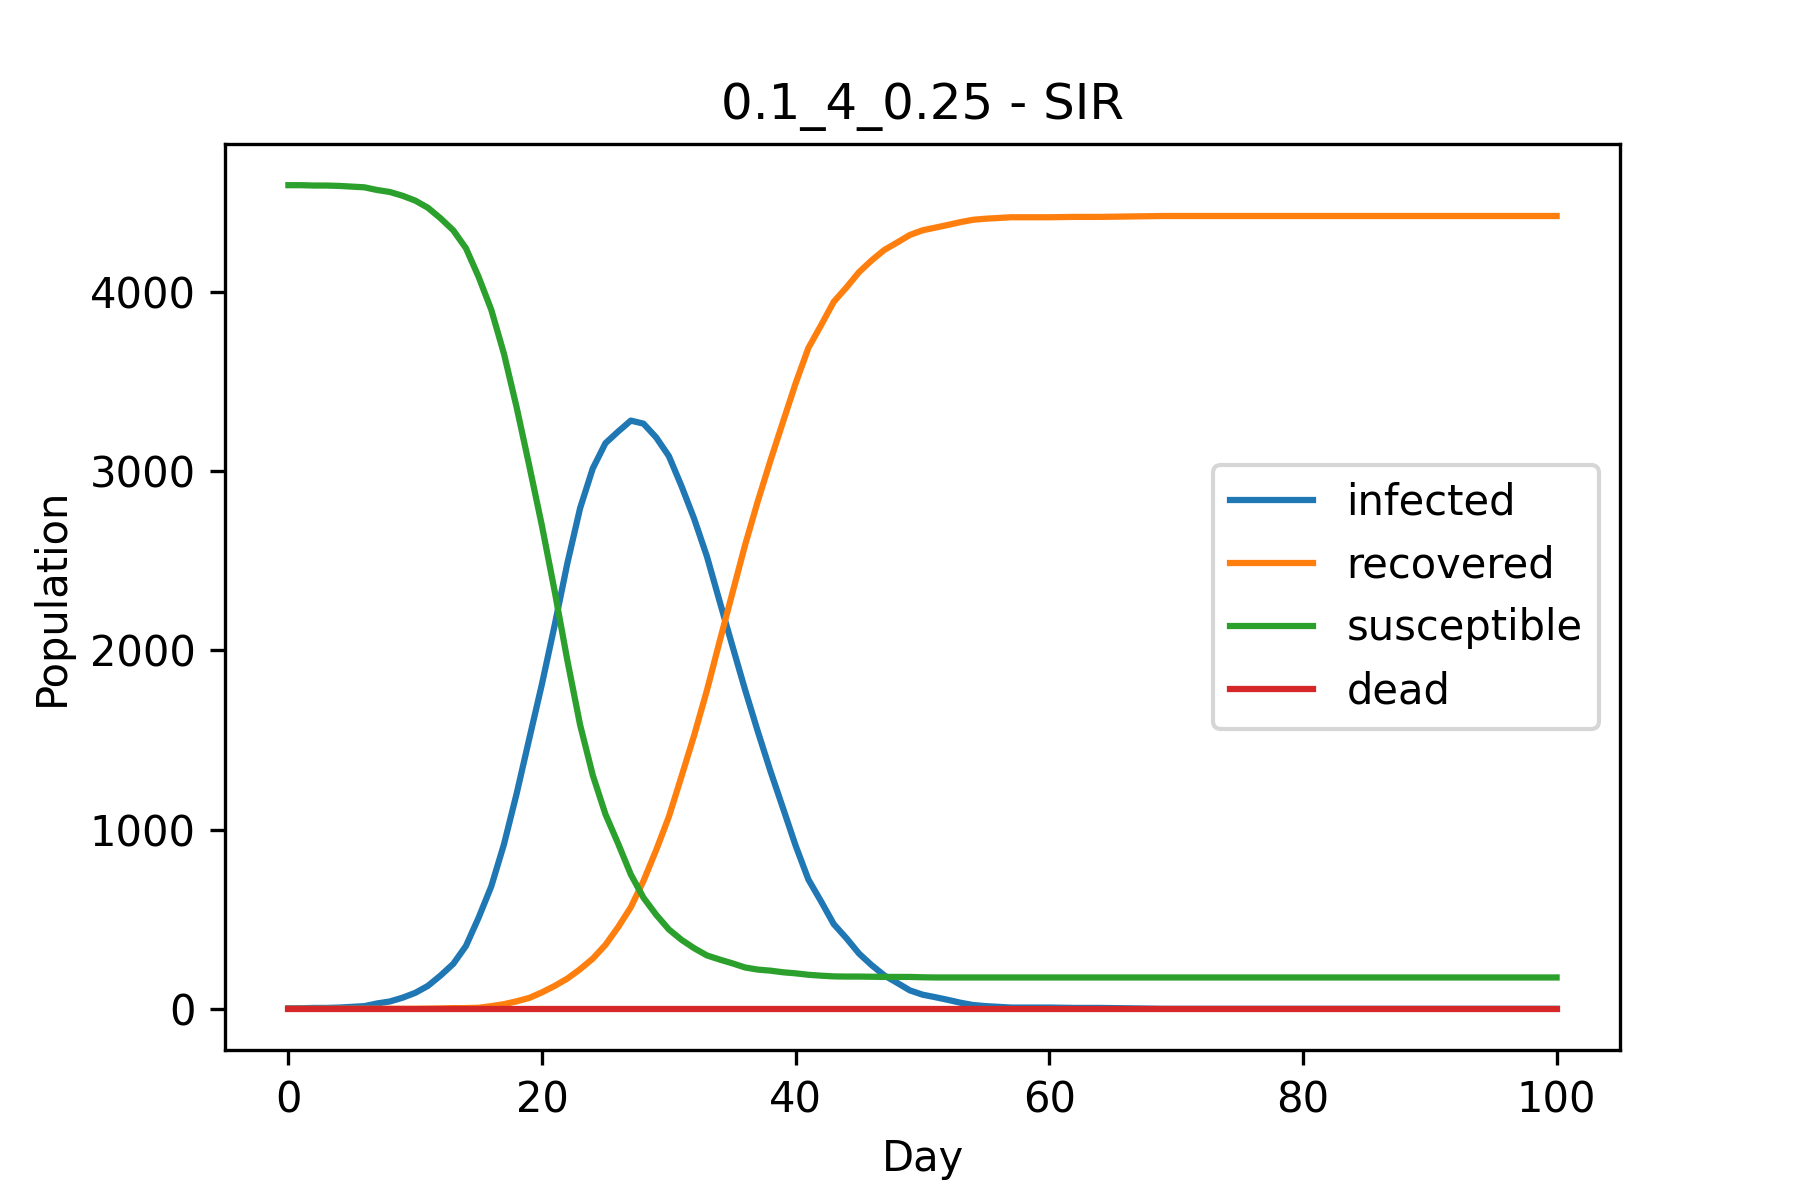 0.1_4_0.25 - SIR
Population
4000
3000
2000
1000
0
infected
recovered
susceptible
dead
0 20 40 60 80 100
Day